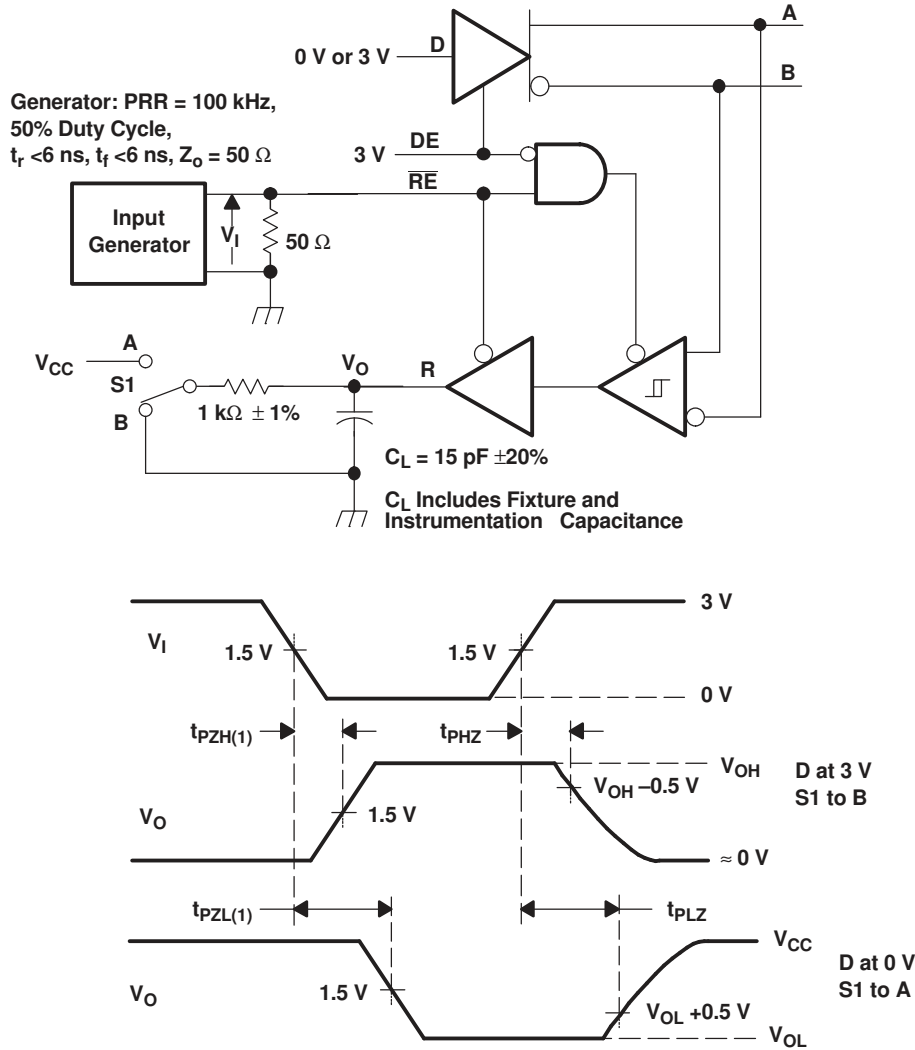 A
D
0 V or 3 V
B
Generator: PRR = 100 kHz,
50% Duty Cycle,
t_r <6 ns, t_f <6 ns, Z_o = 50 Ω
DE
3 V
R̅E̅
Input
Generator
V_I
50 Ω
A
V_CC
S1
B
1 kΩ ± 1%
V_O
R
C_L = 15 pF ±20%
C_L Includes Fixture and
Instrumentation Capacitance
3 V
V_I
1.5 V
1.5 V
0 V
t_PZH(1)
t_PHZ
V_OH
D at 3 V
S1 to B
V_OH −0.5 V
V_O
1.5 V
≈ 0 V
t_PZL(1)
t_PLZ
V_CC
D at 0 V
S1 to A
V_O
1.5 V
V_OL +0.5 V
V_OL